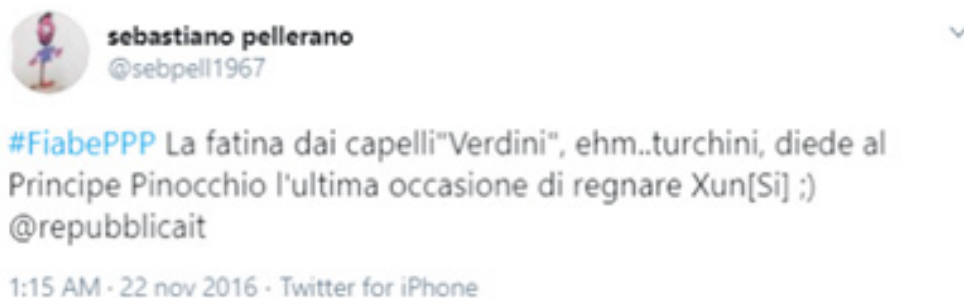 sebastiano pellerano
@sebpell1967
#FiabePPP La fatina dai capelli"Verdini", ehm..turchini, diede al
Principe Pinocchio l'ultima occasione di regnare Xun[Si] ;)
@repubblicait
1:15 AM · 22 nov 2016 · Twitter for iPhone